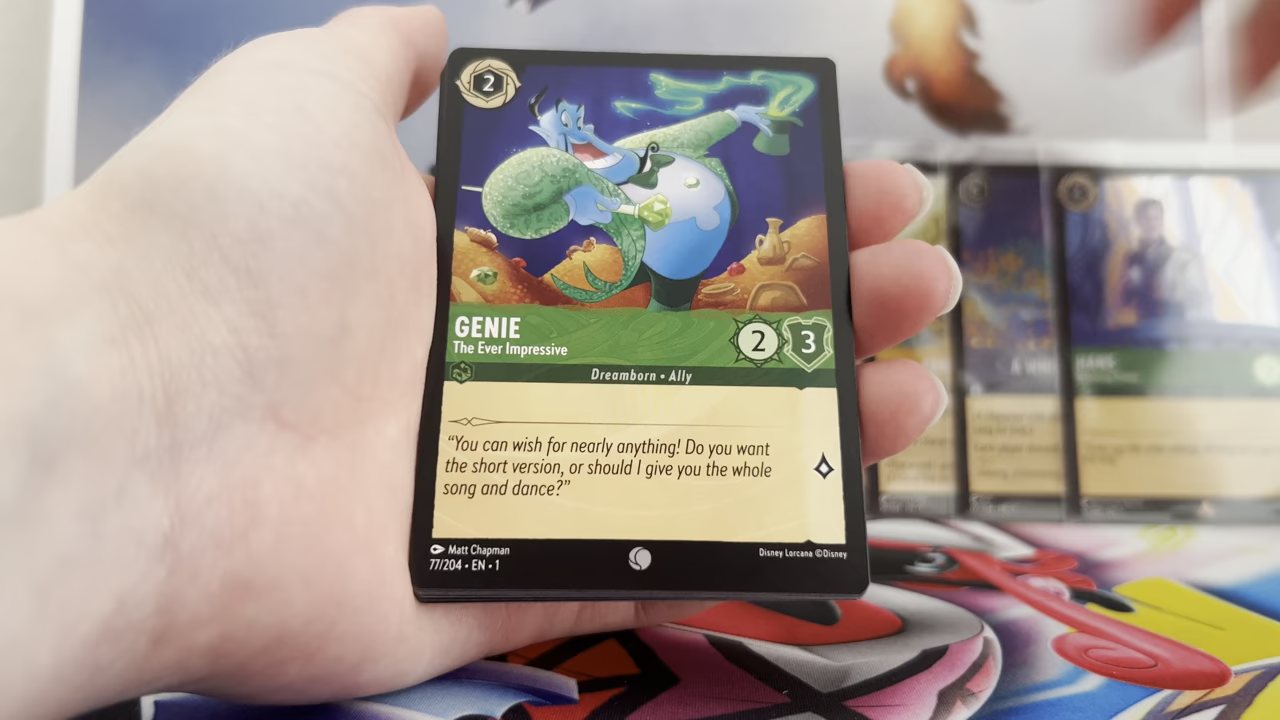 2
GENIE
The Ever Impressive
2 3
Dreamborn • Ally
“You can wish for nearly anything! Do you want
the short version, or should I give you the whole
song and dance?”
Matt Chapman
77/204 • EN • 1
Disney Lorcana ©Disney
HANS